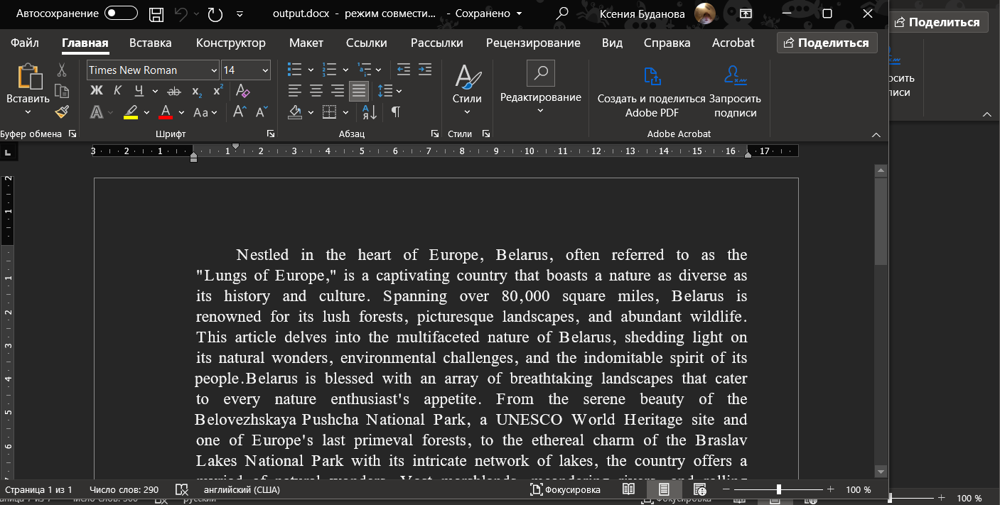 Автосохранение output.docx - режим совмести... - Сохранено Ксения Буданова
Файл Главная Вставка Конструктор Макет Ссылки Рассылки Рецензирование Вид Справка Acrobat Поделиться
Поделиться
Вставить
Буфер обмена
Times New Roman 14
Ж К Ч ab x₂ x² A
A A Aa A A
Шрифт
Абзац
Стили
Стили
Редактирование
Создать и поделиться Adobe PDF
Запросить подписи
Adobe Acrobat
3 2 1 1 2 3 4 5 6 7 8 9 10 11 12 13 14 15 16 17
2
1
1
2
3
4
5
6
Nestled in the heart of Europe, Belarus, often referred to as the
"Lungs of Europe," is a captivating country that boasts a nature as diverse as
its history and culture. Spanning over 80,000 square miles, Belarus is
renowned for its lush forests, picturesque landscapes, and abundant wildlife.
This article delves into the multifaceted nature of Belarus, shedding light on
its natural wonders, environmental challenges, and the indomitable spirit of its
people.Belarus is blessed with an array of breathtaking landscapes that cater
to every nature enthusiast's appetite. From the serene beauty of the
Belovezhskaya Pushcha National Park, a UNESCO World Heritage site and
one of Europe's last primeval forests, to the ethereal charm of the Braslav
Lakes National Park with its intricate network of lakes, the country offers a
Страница 1 из 1 Число слов: 290 английский (США) Фокусировка 100 %
100 %